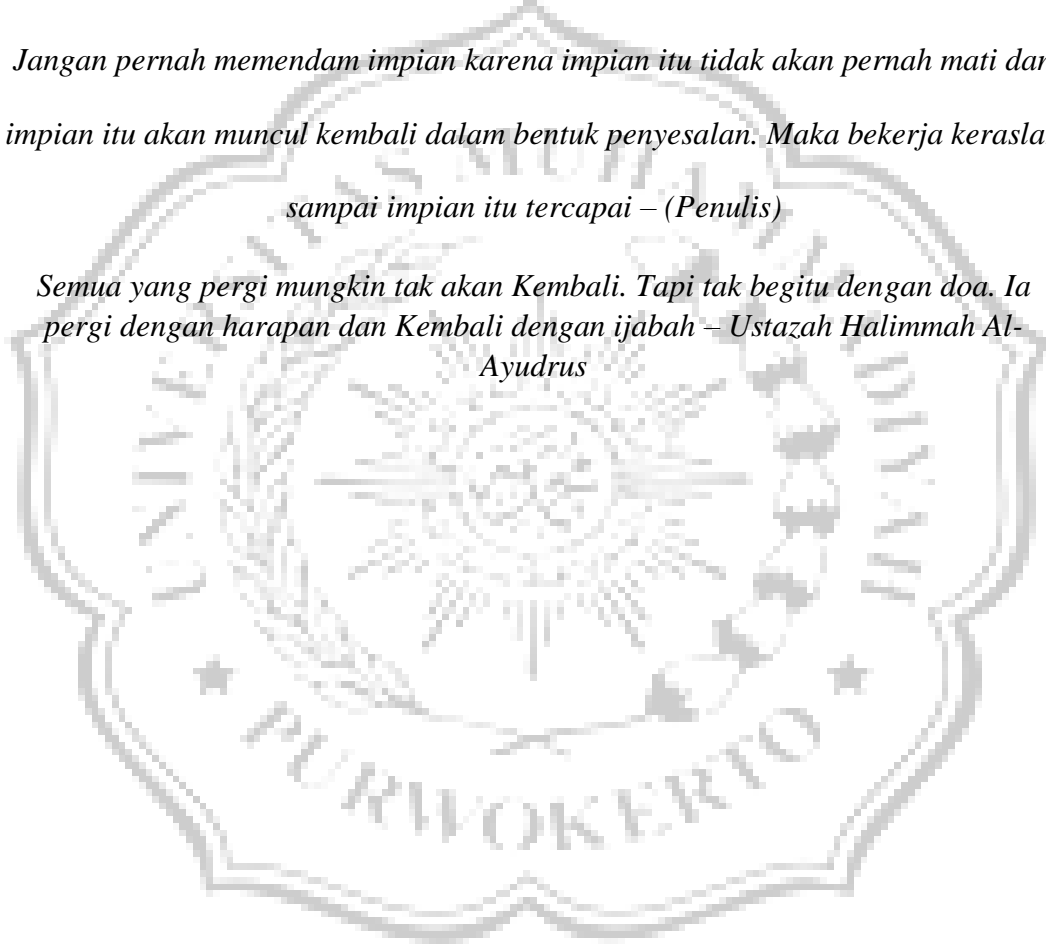 Jangan pernah memendam impian karena impian itu tidak akan pernah mati dan
impian itu akan muncul kembali dalam bentuk penyesalan. Maka bekerja kerasla
sampai impian itu tercapai – (Penulis)
Semua yang pergi mungkin tak akan Kembali. Tapi tak begitu dengan doa. Ia
pergi dengan harapan dan Kembali dengan ijabah – Ustazah Halimmah Al-
Ayudrus
UNIVERSITAS MUHAMMADIYAH
PURWOKERTO